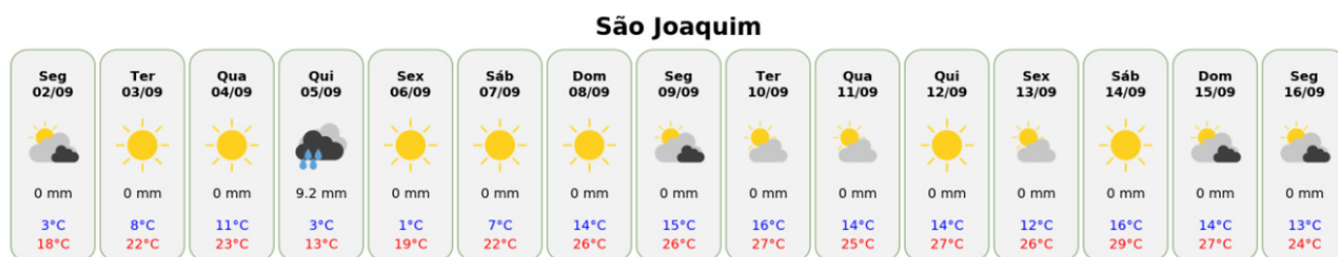 São Joaquim
Seg Ter Qua Qui Sex Sáb Dom Seg Ter Qua Qui Sex Sáb Dom Seg
02/09 03/09 04/09 05/09 06/09 07/09 08/09 09/09 10/09 11/09 12/09 13/09 14/09 15/09 16/09
0 mm 0 mm 0 mm 9.2 mm 0 mm 0 mm 0 mm 0 mm 0 mm 0 mm 0 mm 0 mm 0 mm 0 mm 0 mm
3°C 8°C 11°C 3°C 1°C 7°C 14°C 15°C 16°C 14°C 14°C 12°C 16°C 14°C 13°C
18°C 22°C 23°C 13°C 19°C 22°C 26°C 26°C 27°C 25°C 27°C 26°C 29°C 27°C 24°C